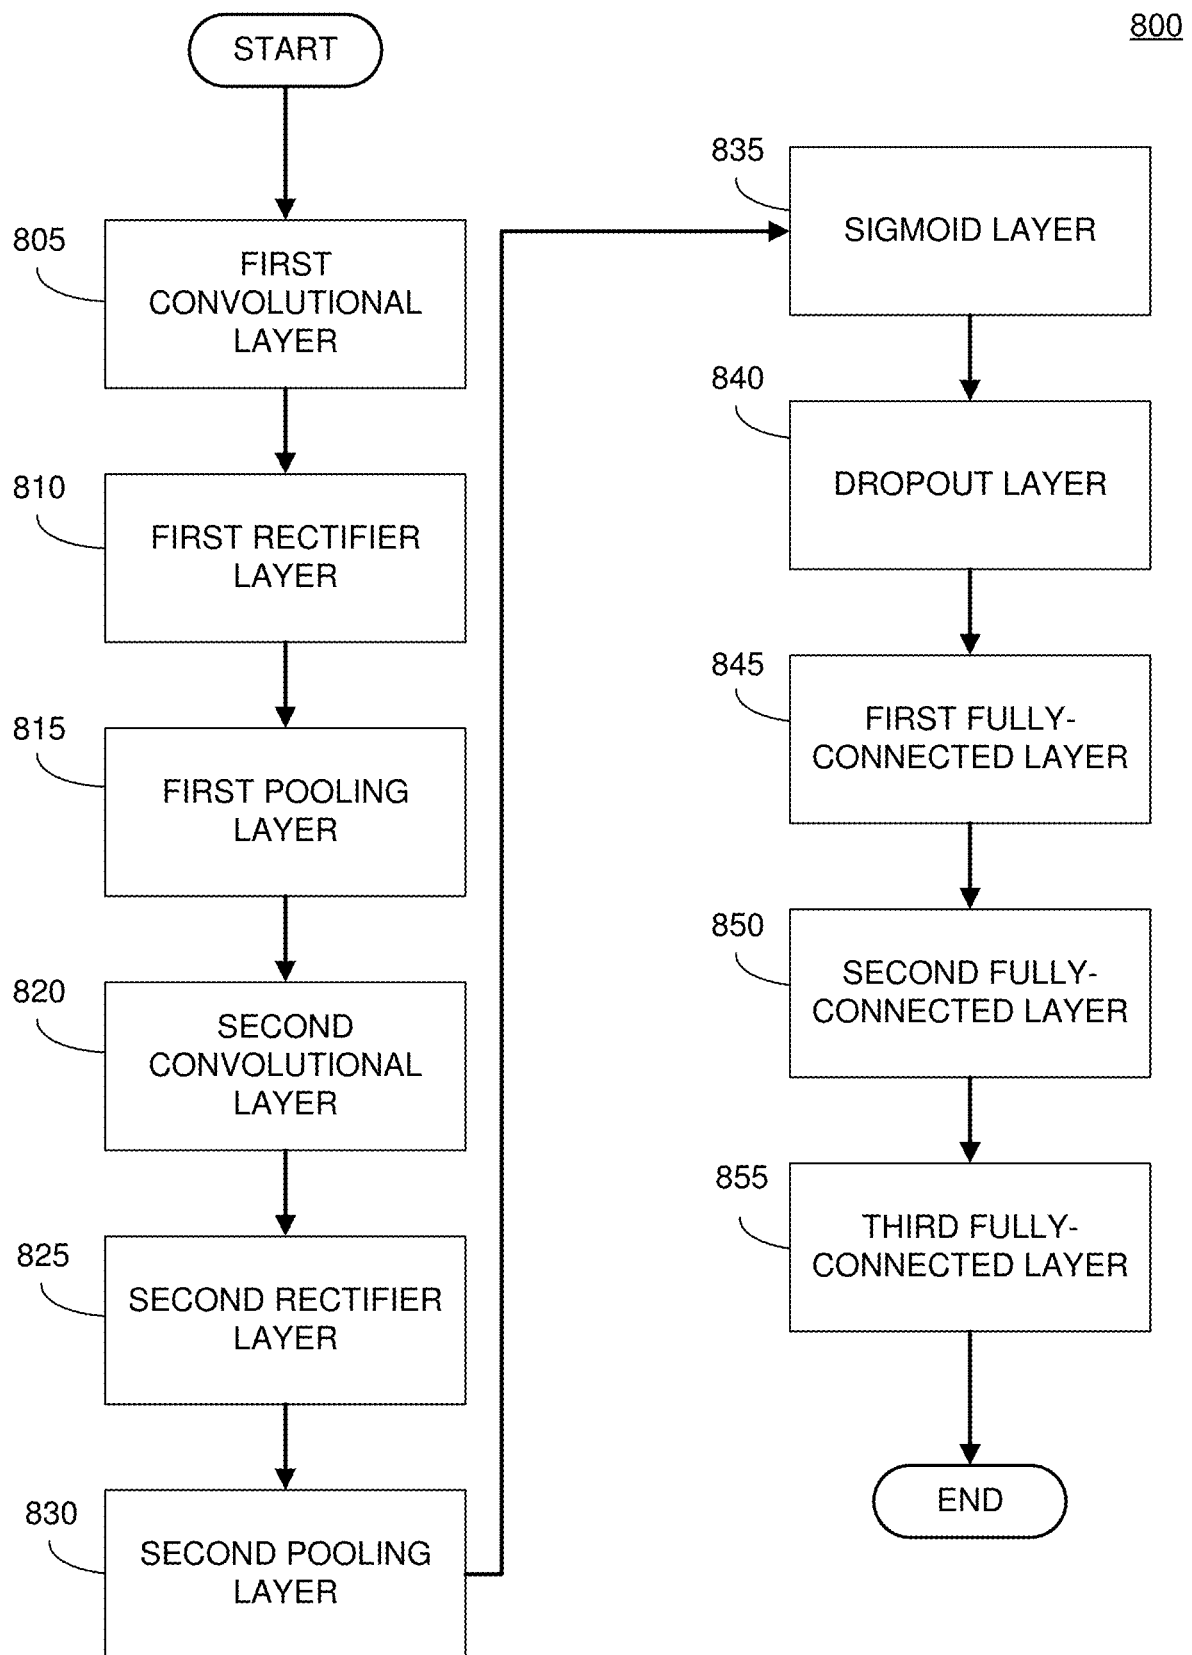 800
START
805
FIRST
CONVOLUTIONAL
LAYER
810
FIRST RECTIFIER
LAYER
815
FIRST POOLING
LAYER
820
SECOND
CONVOLUTIONAL
LAYER
825
SECOND RECTIFIER
LAYER
830
SECOND POOLING
LAYER
835
SIGMOID LAYER
840
DROPOUT LAYER
845
FIRST FULLY-
CONNECTED LAYER
850
SECOND FULLY-
CONNECTED LAYER
855
THIRD FULLY-
CONNECTED LAYER
END